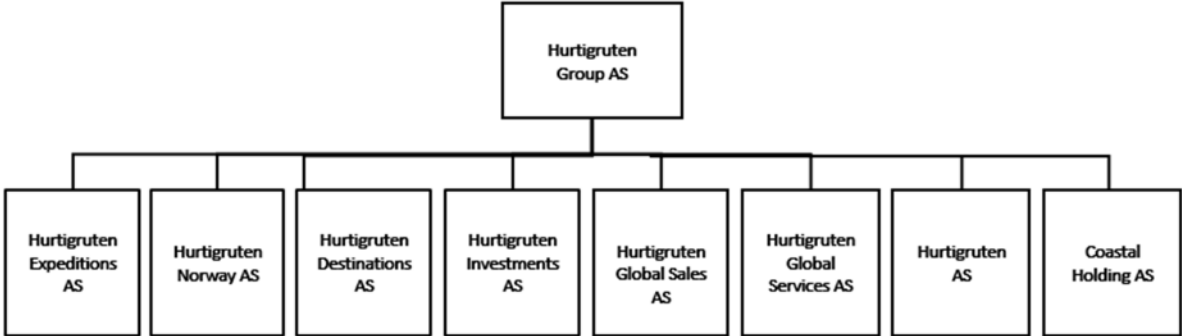 Hurtigruten
Group AS
Hurtigruten
Expeditions
AS
Hurtigruten
Norway AS
Hurtigruten
Destinations
AS
Hurtigruten
Investments
AS
Hurtigruten
Global Sales
AS
Hurtigruten
Global
Services AS
Hurtigruten
AS
Coastal
Holding AS